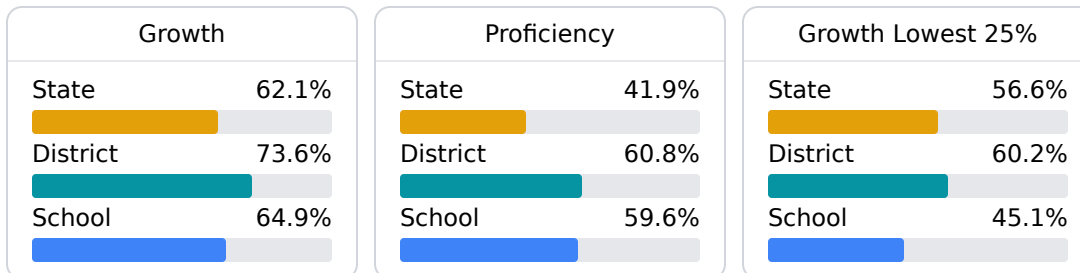 Growth
State 62.1%
District 73.6%
School 64.9%
Proficiency
State 41.9%
District 60.8%
School 59.6%
Growth Lowest 25%
State 56.6%
District 60.2%
School 45.1%